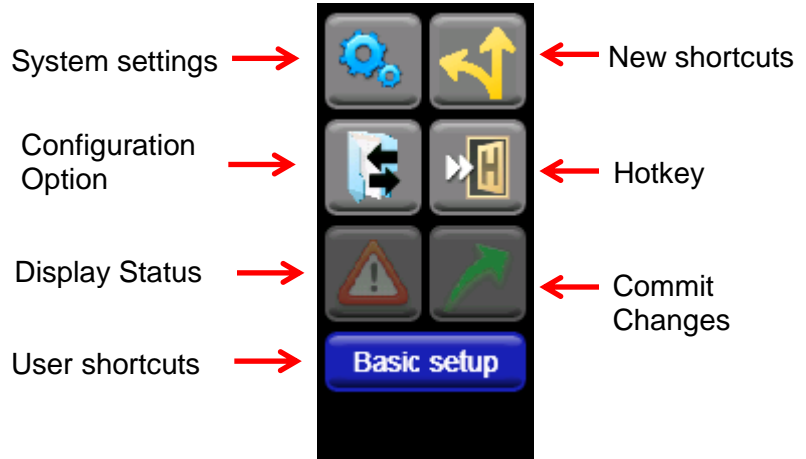 System settings
New shortcuts
Configuration
Option
H
Hotkey
Display Status
Commit
Changes
User shortcuts
Basic setup